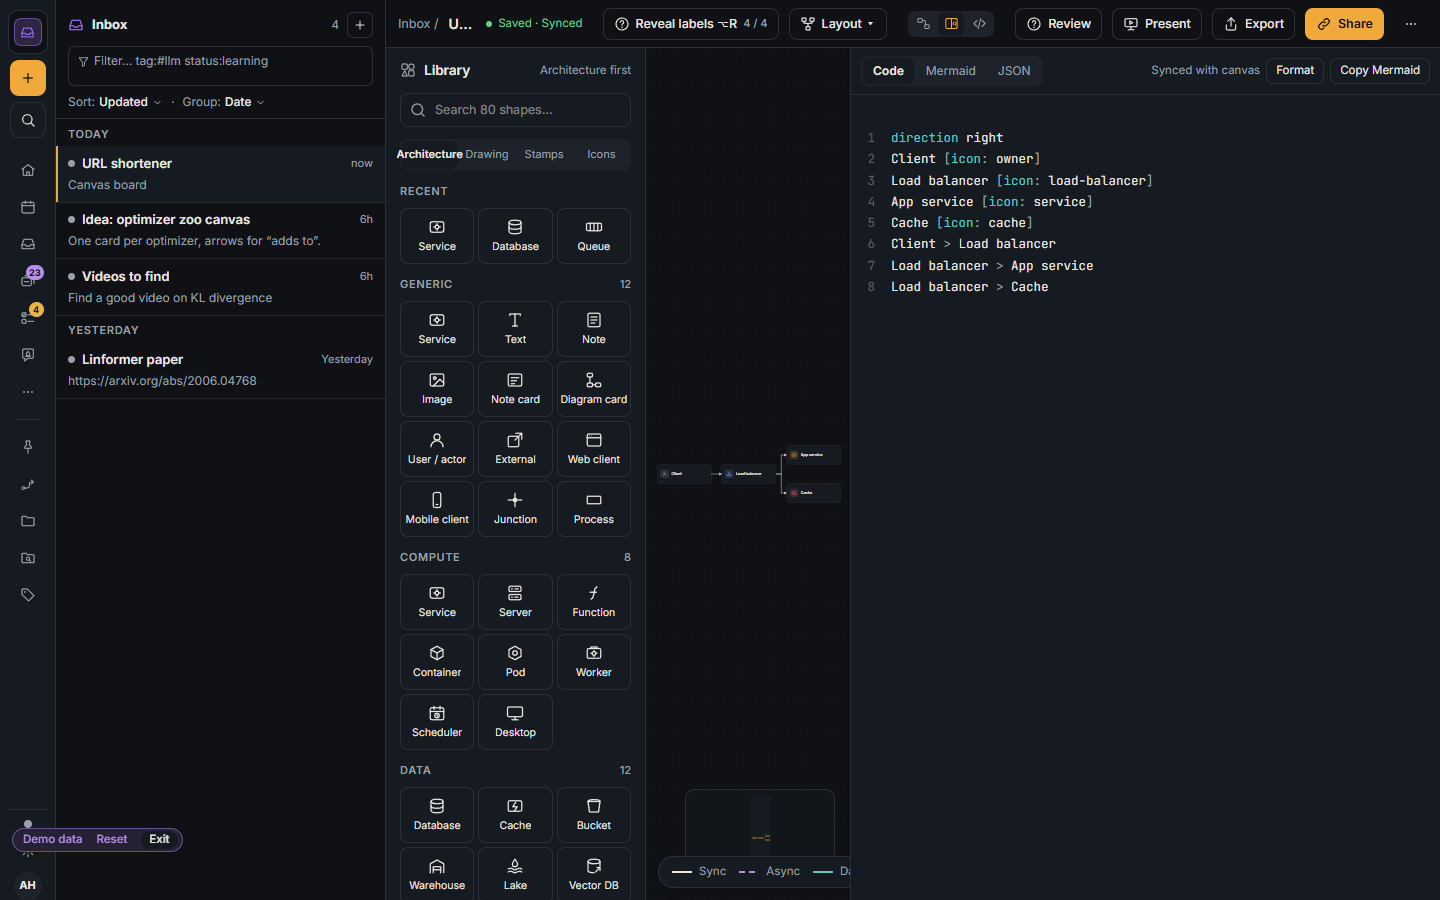 Inbox
4
Filter... tag:#llm status:learning
Sort: Updated · Group: Date
TODAY
URL shortener now
Canvas board
Idea: optimizer zoo canvas 6h
One card per optimizer, arrows for “adds to”.
Videos to find 6h
Find a good video on KL divergence
YESTERDAY
Linformer paper Yesterday
https://arxiv.org/abs/2006.04768
23
4
Demo data Reset Exit
AH
Inbox / U... Saved · Synced
Reveal labels ⌥R 4 / 4
Layout
Review
Present
Export
Share
Library Architecture first
Search 80 shapes...
Architecture Drawing Stamps Icons
RECENT
Service Database Queue
GENERIC 12
Service Text Note
Image Note card Diagram card
User / actor External Web client
Mobile client Junction Process
COMPUTE 8
Service Server Function
Container Pod Worker
Scheduler Desktop
DATA 12
Database Cache Bucket
Warehouse Lake Vector DB
Client
Load balancer
App service
Cache
Sync Async Da
Code Mermaid JSON
Synced with canvas Format Copy Mermaid
1 direction right
2 Client [icon: owner]
3 Load balancer [icon: load-balancer]
4 App service [icon: service]
5 Cache [icon: cache]
6 Client > Load balancer
7 Load balancer > App service
8 Load balancer > Cache